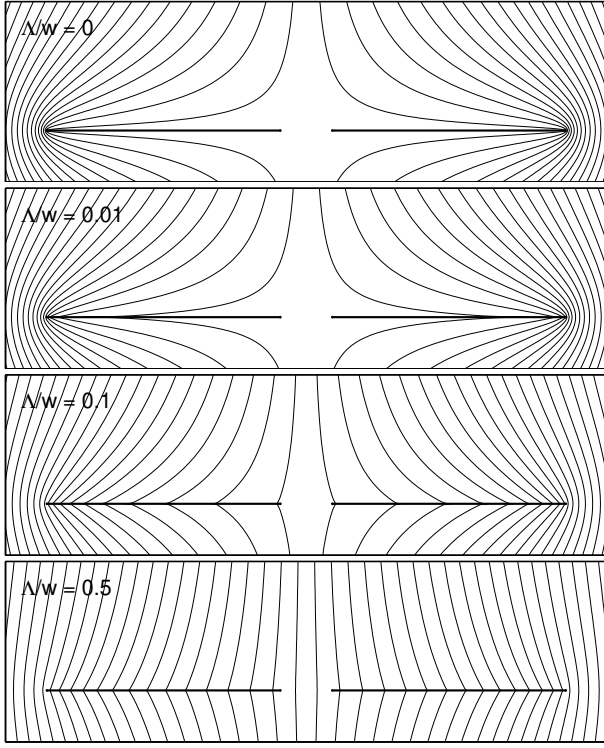 Λ/w = 0
Λ/w = 0.01
Λ/w = 0.1
Λ/w = 0.5